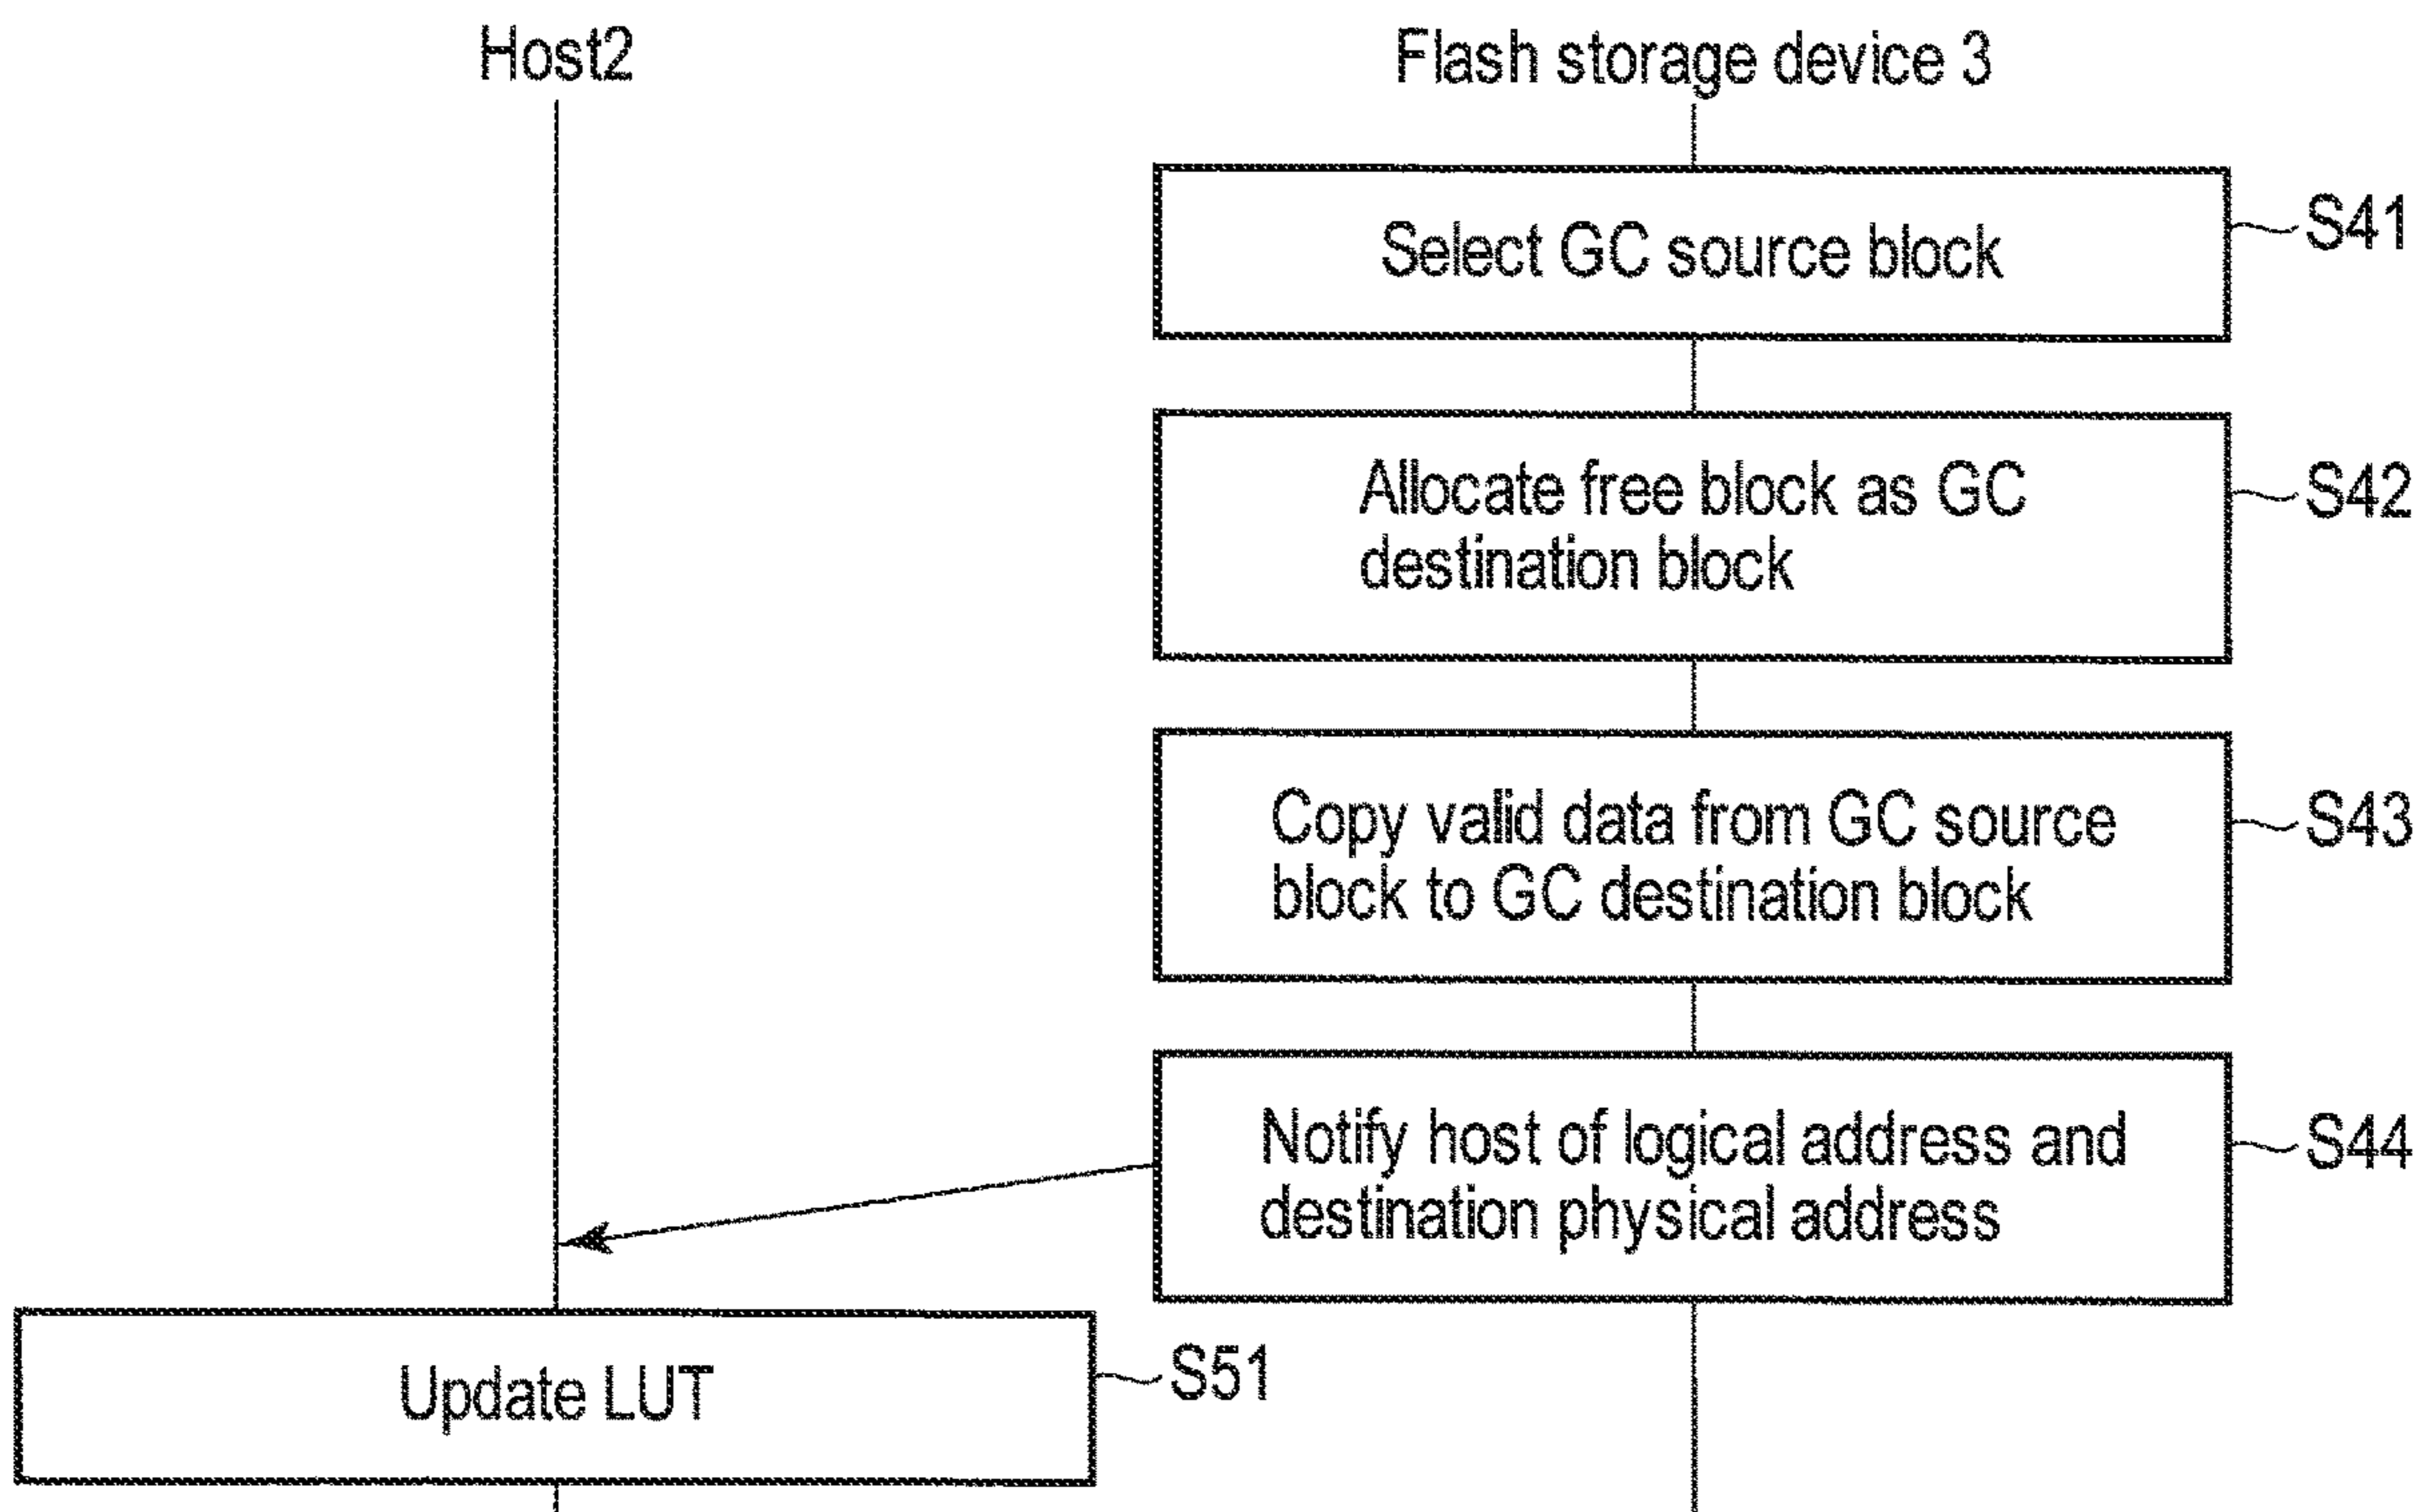 Host2
Flash storage device 3
Select GC source block
S41
Allocate free block as GC
destination block
S42
Copy valid data from GC source
block to GC destination block
S43
Notify host of logical address and
destination physical address
S44
Update LUT
S51